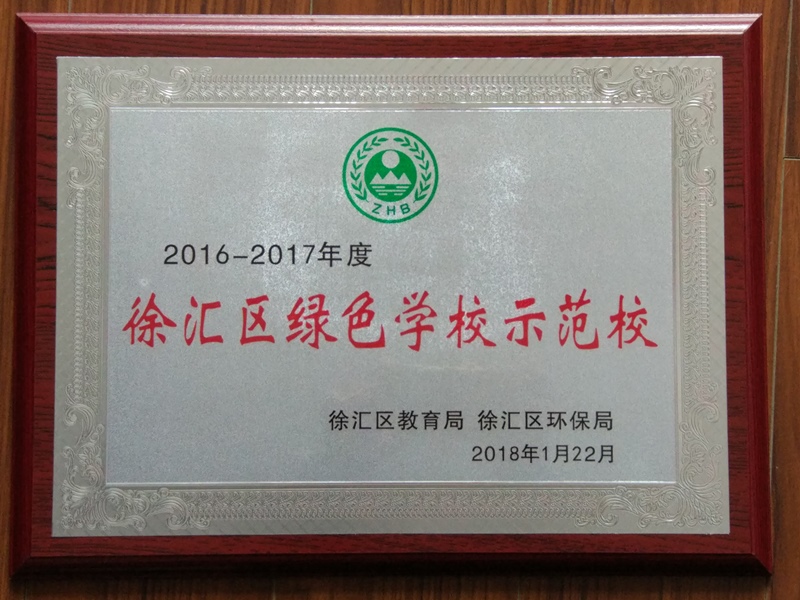 ZHB
2016-2017年度
徐汇区绿色学校示范校
徐汇区教育局 徐汇区环保局
2018年1月22月